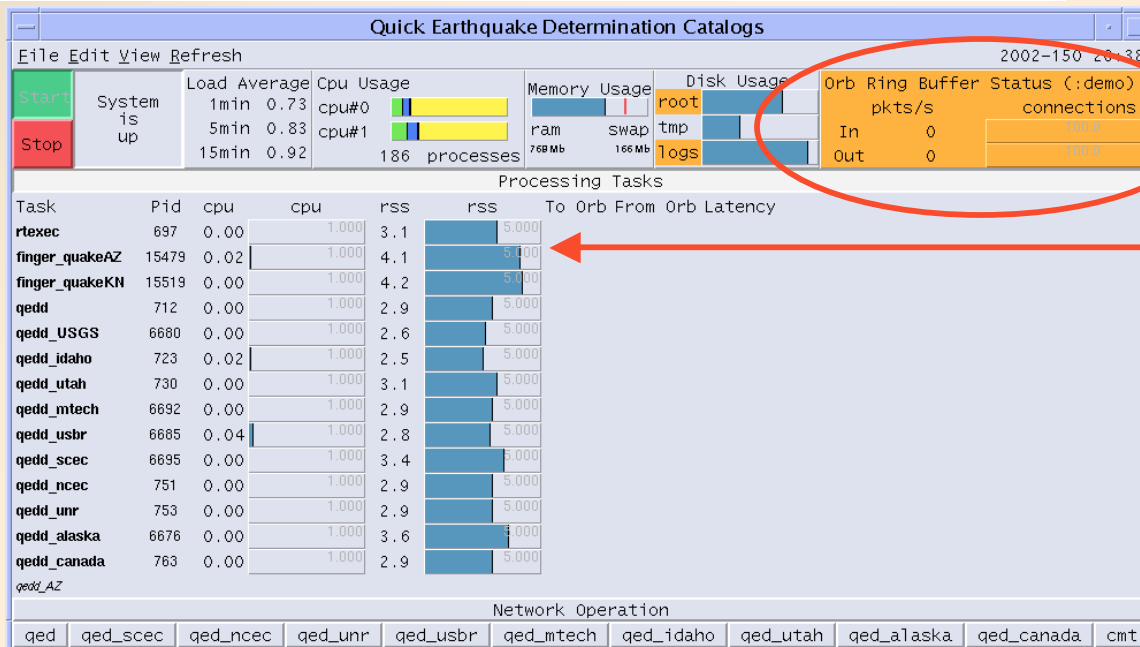 Quick Earthquake Determination Catalogs
File Edit View Refresh 2002-150 20:38
Start
Stop
System is up
Load Average
1min 0.73
5min 0.83
15min 0.92
Cpu Usage
cpu#0
cpu#1
186 processes
Memory Usage
ram swap
768Mb 166Mb
Disk Usage
root
tmp
logs
Orb Ring Buffer Status (:demo)
pkts/s connections
In 0 100.0
Out 0 100.0
Processing Tasks
Task Pid cpu cpu rss rss To Orb From Orb Latency
rtexec 697 0.00 1.000 3.1 5.000
finger_quakeAZ 15479 0.02 1.000 4.1 5.000
finger_quakeKN 15519 0.00 1.000 4.2 5.000
qedd 712 0.00 1.000 2.9 5.000
qedd_USGS 6680 0.00 1.000 2.6 5.000
qedd_idaho 723 0.02 1.000 2.5 5.000
qedd_utah 730 0.00 1.000 3.1 5.000
qedd_mtech 6692 0.00 1.000 2.9 5.000
qedd_usbr 6685 0.04 1.000 2.8 5.000
qedd_scec 6695 0.00 1.000 3.4 5.000
qedd_ncec 751 0.00 1.000 2.9 5.000
qedd_unr 753 0.00 1.000 2.9 5.000
qedd_alaska 6676 0.00 1.000 3.6 5.000
qedd_canada 763 0.00 1.000 2.9 5.000
qedd_AZ
Network Operation
qed qed_scec qed_ncec qed_unr qed_usbr qed_mtech qed_idaho qed_utah qed_alaska qed_canada cmt